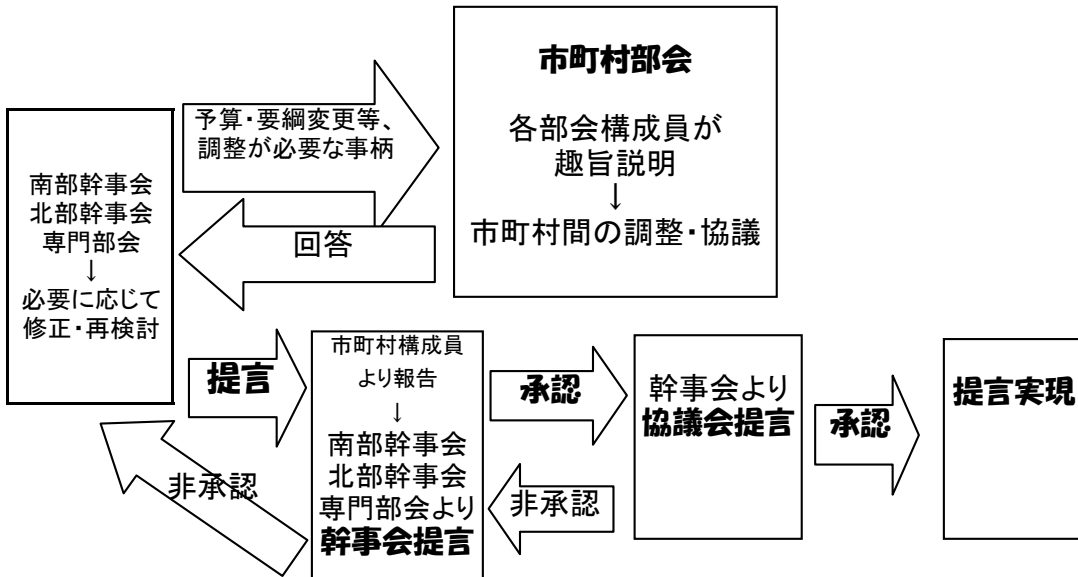 南部幹事会
北部幹事会
専門部会
↓
必要に応じて
修正・再検討
予算・要綱変更等、
調整が必要な事柄
回答
市町村部会
各部会構成員が
趣旨説明
↓
市町村間の調整・協議
提言
非承認
市町村構成員
より報告
↓
南部幹事会
北部幹事会
専門部会より
幹事会提言
承認
非承認
幹事会より
協議会提言
承認
提言実現